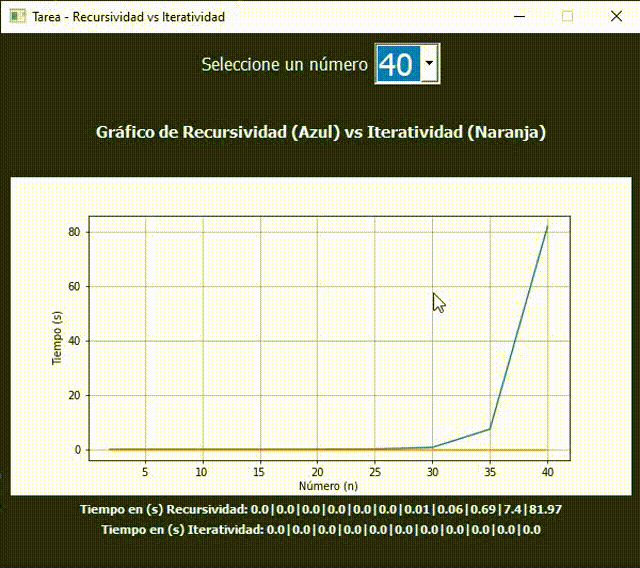 Tarea - Recursividad vs Iteratividad
Seleccione un número 40
Gráfico de Recursividad (Azul) vs Iteratividad (Naranja)
80
60
40
20
0
Tiempo (s)
5 10 15 20 25 30 35 40
Número (n)
Tiempo en (s) Recursividad: 0.0|0.0|0.0|0.0|0.0|0.0|0.01|0.06|0.69|7.4|81.97
Tiempo en (s) Iteratividad: 0.0|0.0|0.0|0.0|0.0|0.0|0.0|0.0|0.0|0.0|0.0